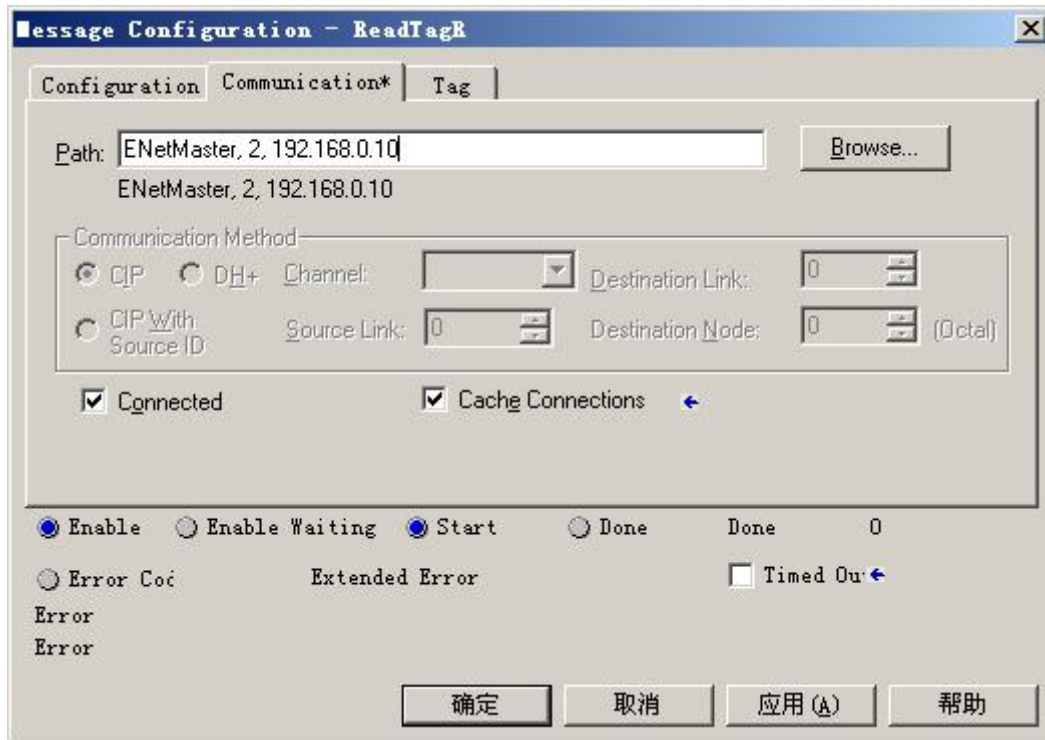 Message Configuration - ReadTagR
Configuration Communication* Tag
Path: ENetMaster, 2, 192.168.0.10 Browse...
ENetMaster, 2, 192.168.0.10
Communication Method
CIP DH+ Channel: Destination Link: 0
CIP With Source ID Source Link: 0 Destination Node: 0 (Octal)
Connected Cache Connections
Enable Enable Waiting Start Done Done 0
Error Cod Extended Error Timed Ou
Error
Error
确定 取消 应用(A) 帮助